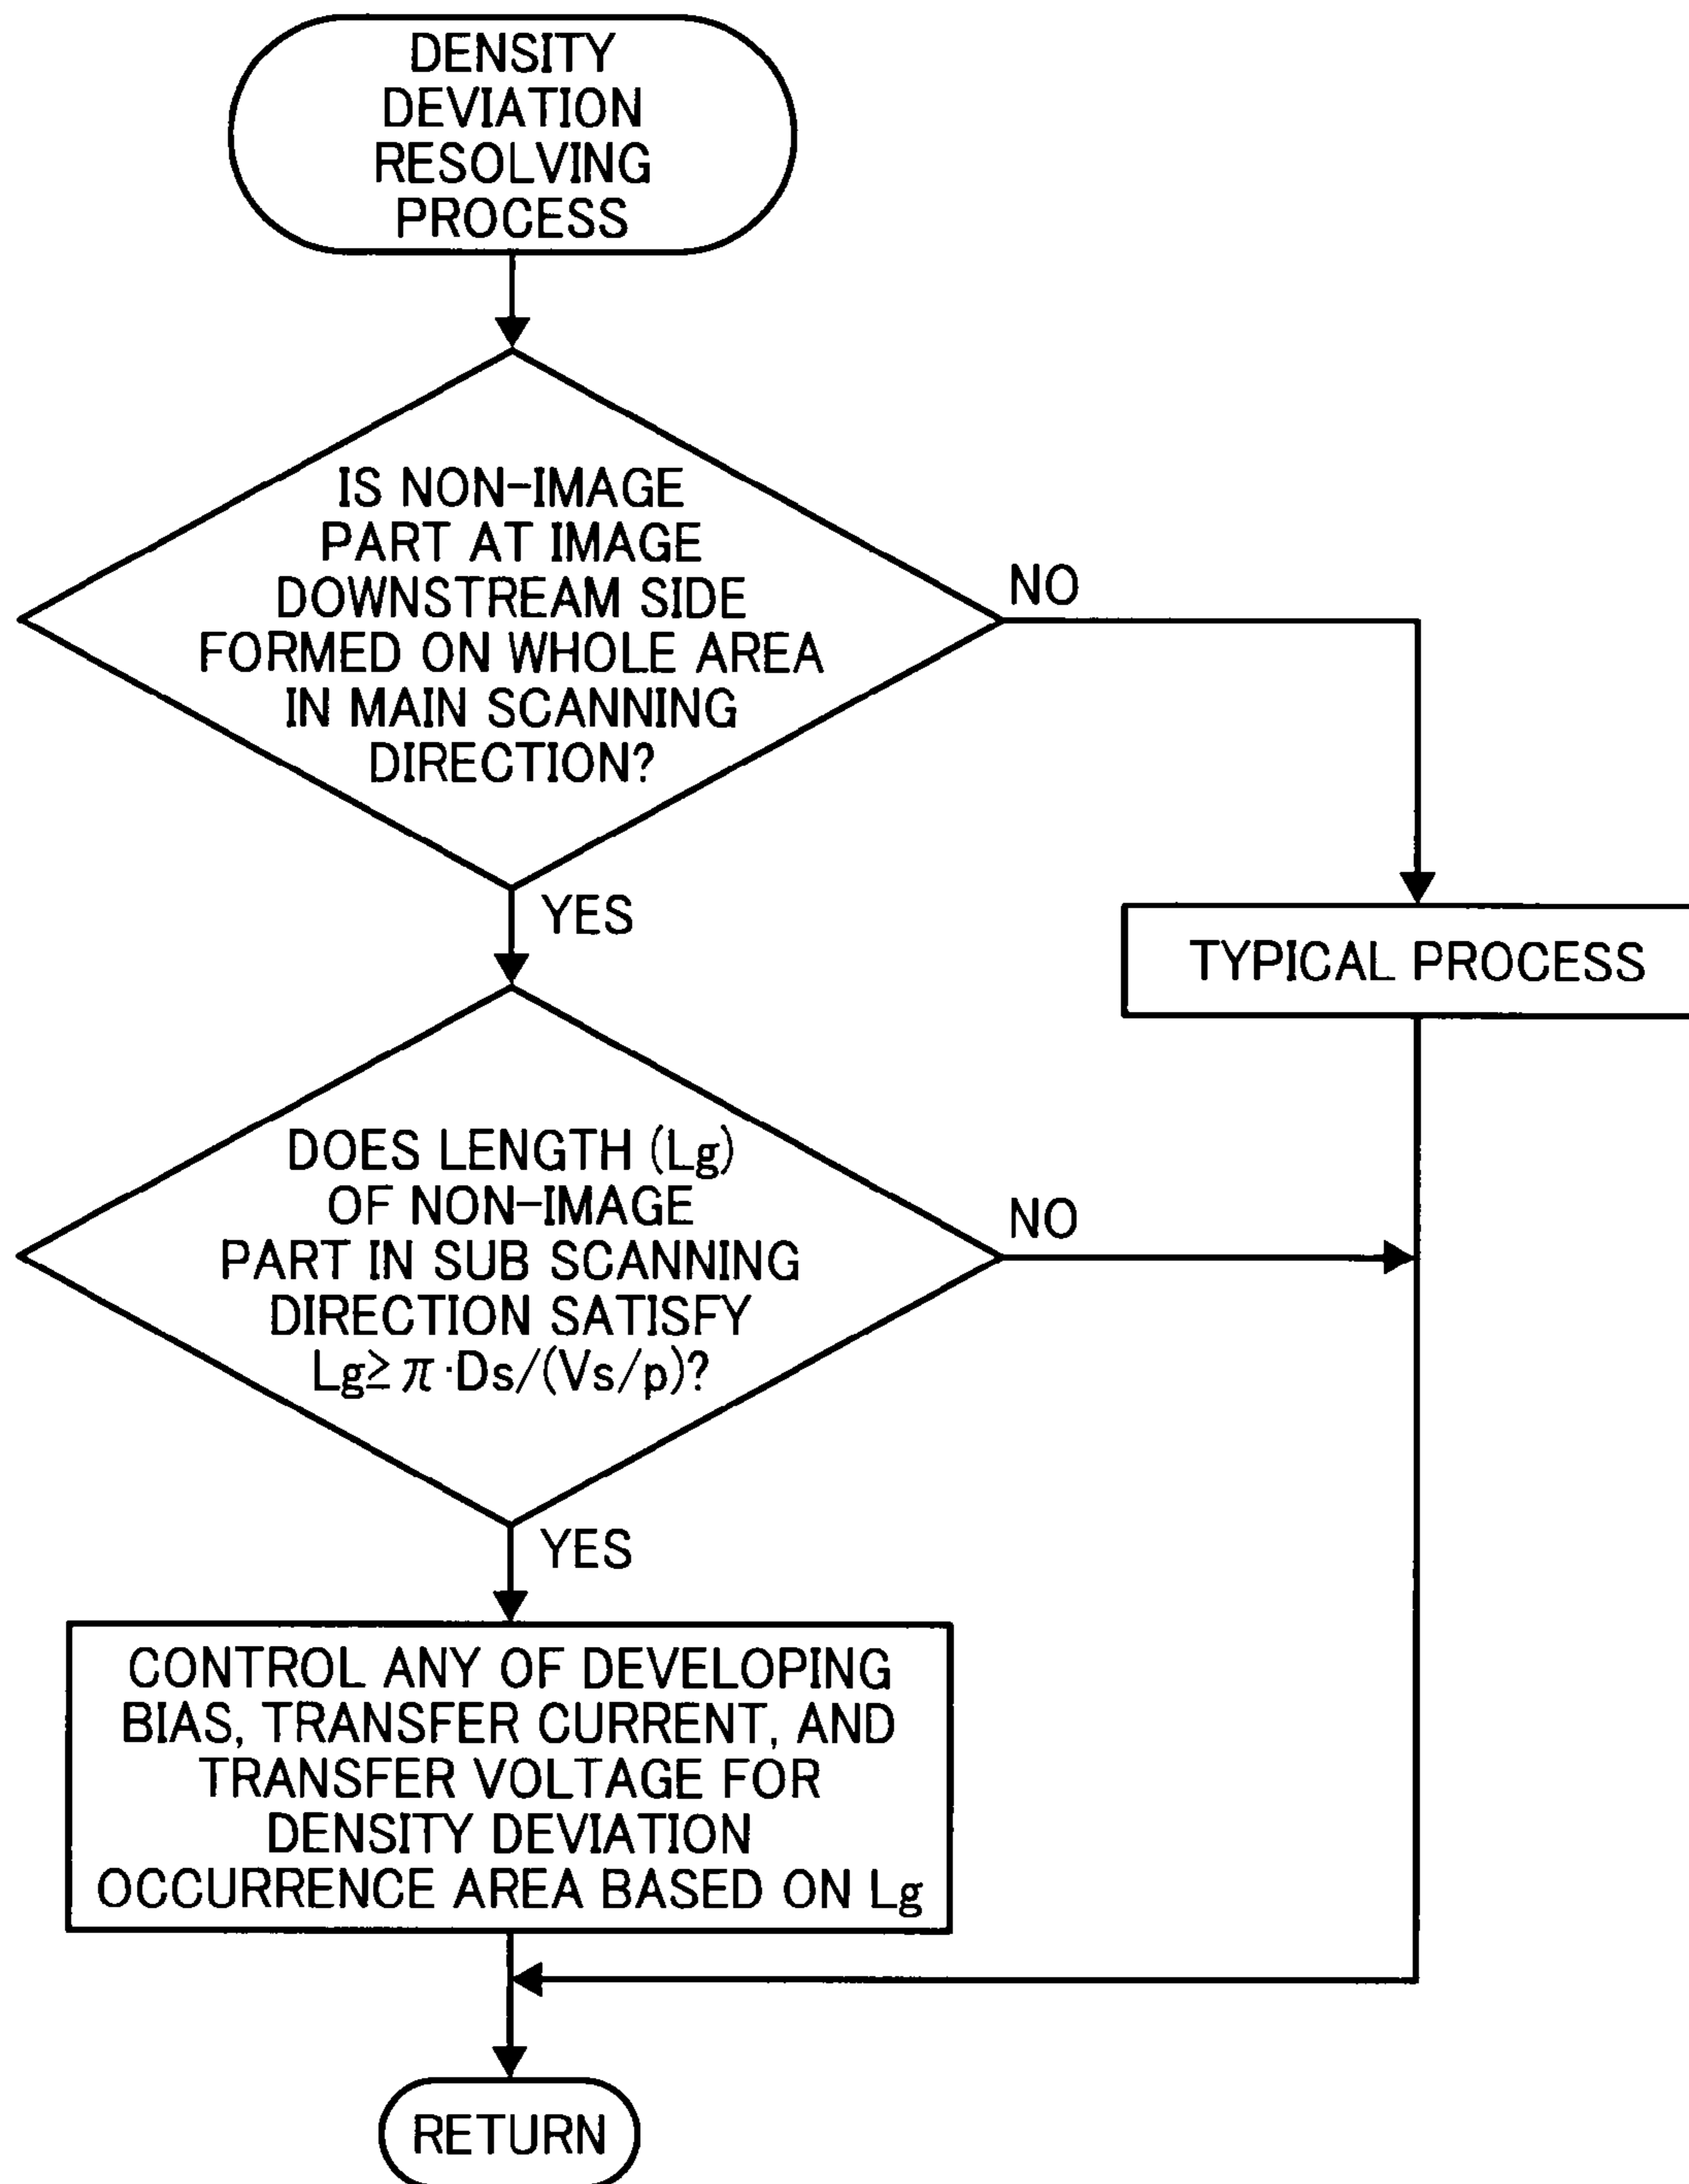 DENSITY
DEVIATION
RESOLVING
PROCESS
IS NON-IMAGE
PART AT IMAGE
DOWNSTREAM SIDE
FORMED ON WHOLE AREA
IN MAIN SCANNING
DIRECTION?
NO
YES
TYPICAL PROCESS
DOES LENGTH (Lg)
OF NON-IMAGE
PART IN SUB SCANNING
DIRECTION SATISFY
Lg≧π·Ds/(Vs/p)?
NO
YES
CONTROL ANY OF DEVELOPING
BIAS, TRANSFER CURRENT, AND
TRANSFER VOLTAGE FOR
DENSITY DEVIATION
OCCURRENCE AREA BASED ON Lg
RETURN